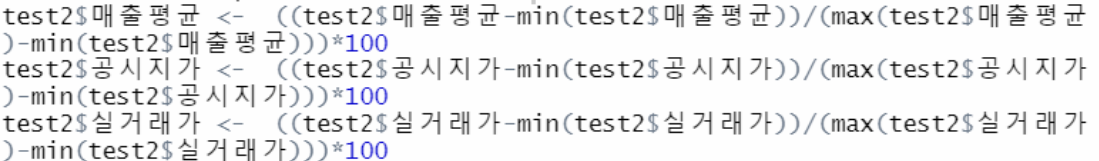 test2$매출평균 <-  ((test2$매출평균-min(test2$매출평균))/(max(test2$매출평균
)-min(test2$매출평균)))*100
test2$공시지가 <-  ((test2$공시지가-min(test2$공시지가))/(max(test2$공시지가
)-min(test2$공시지가)))*100
test2$실거래가 <-  ((test2$실거래가-min(test2$실거래가))/(max(test2$실거래가
)-min(test2$실거래가)))*100